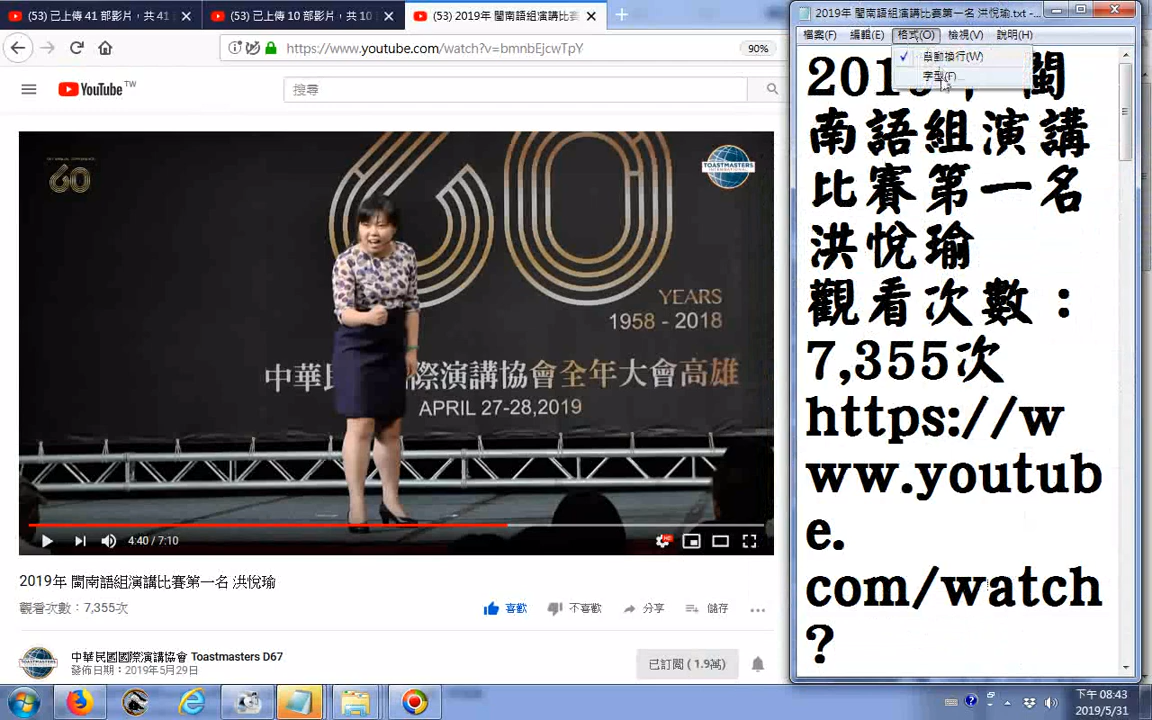 (53) 已上傳 41 部影片，共 41
(53) 已上傳 10 部影片，共 10
(53) 2019年 閩南語組演講比賽
2019年 閩南語組演講比賽第一名 洪悅瑜.txt -...
檔案(F) 編輯(E) 格式(O) 檢視(V) 說明(H)
自動換行(W)
字型(F)...
https://www.youtube.com/watch?v=bmnbEjcwTpY
90%
YouTube TW
搜尋
60
TOASTMASTERS
INTERNATIONAL
60
YEARS
1958 - 2018
中華民 際演講協會全年大會高雄
APRIL 27-28,2019
4:40 / 7:10
HD
2019年 閩南語組演講比賽第一名 洪悅瑜
觀看次數：7,355次
喜歡 不喜歡 分享 儲存
中華民國國際演講協會 Toastmasters D67
發佈日期：2019年5月29日
已訂閱 (1.9萬)
2019年 閩
南語組演講
比賽第一名
洪悅瑜
觀看次數：
7,355次
https://w
ww.youtub
e.
com/watch
?
下午 08:43
2019/5/31